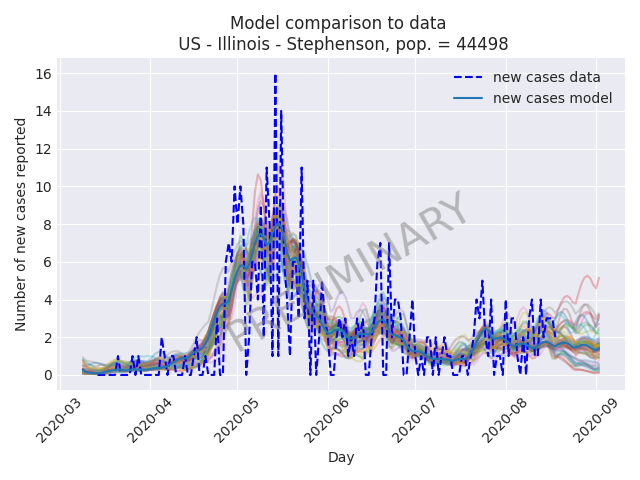 Model comparison to data
US - Illinois - Stephenson, pop. = 44498
new cases data
new cases model
Number of new cases reported
16
14
12
10
8
6
4
2
0
PRELIMINARY
2020-03
2020-04
2020-05
2020-06
2020-07
2020-08
2020-09
Day